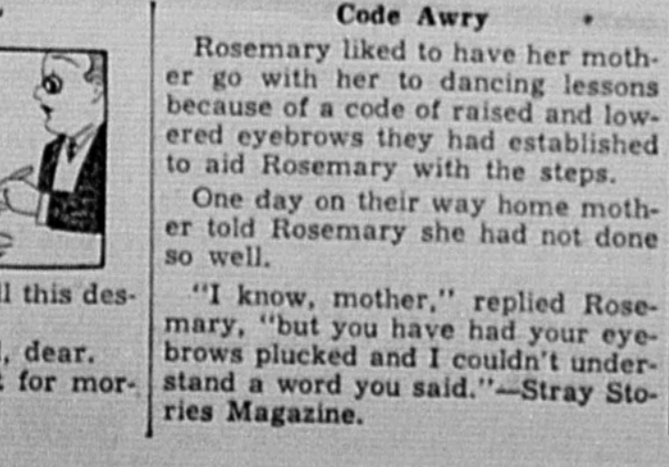 Code Awry
Rosemary liked to have her moth-
er go with her to dancing lessons
because of a code of raised and low-
ered eyebrows they had established
to aid Rosemary with the steps.
One day on their way home moth-
er told Rosemary she had not done
so well.
"I know, mother," replied Rose-
mary, "but you have had your eye-
brows plucked and I couldn't under-
stand a word you said."—Stray Sto-
ries Magazine.
this des-
dear.
for mor-